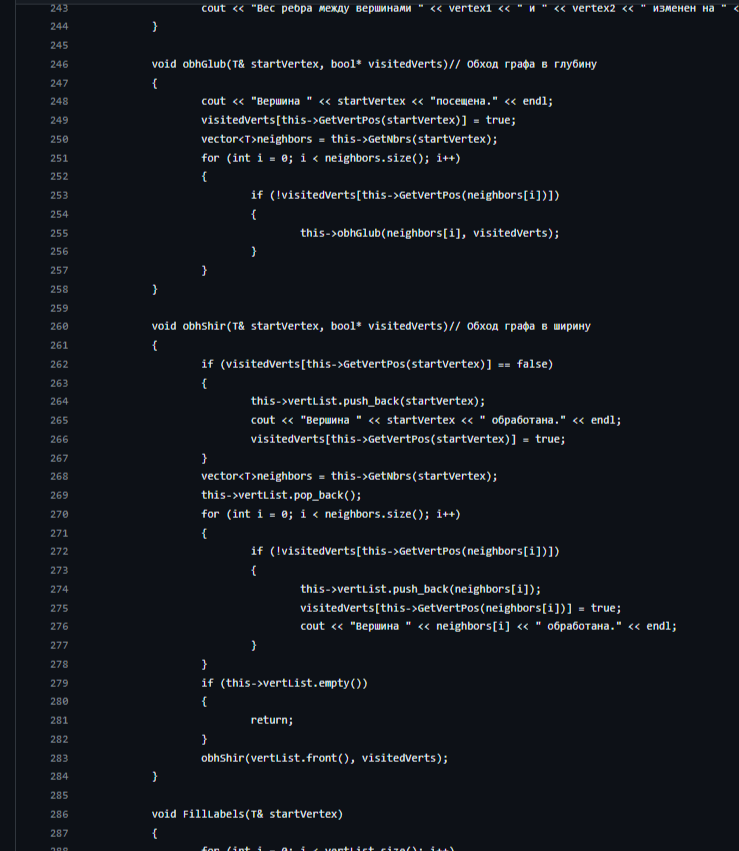 243 cout << "Вес ребра между вершинами " << vertex1 << " и " << vertex2 << " изменен на " <
244 }
245
246 void obhGlub(T& startVertex, bool* visitedVerts)// Обход графа в глубину
247 {
248 cout << "Вершина " << startVertex << "посещена." << endl;
249 visitedVerts[this->GetVertPos(startVertex)] = true;
250 vector<T>neighbors = this->GetNbrs(startVertex);
251 for (int i = 0; i < neighbors.size(); i++)
252 {
253 if (!visitedVerts[this->GetVertPos(neighbors[i])])
254 {
255 this->obhGlub(neighbors[i], visitedVerts);
256 }
257 }
258 }
259
260 void obhShir(T& startVertex, bool* visitedVerts)// Обход графа в ширину
261 {
262 if (visitedVerts[this->GetVertPos(startVertex)] == false)
263 {
264 this->vertList.push_back(startVertex);
265 cout << "Вершина " << startVertex << " обработана." << endl;
266 visitedVerts[this->GetVertPos(startVertex)] = true;
267 }
268 vector<T>neighbors = this->GetNbrs(startVertex);
269 this->vertList.pop_back();
270 for (int i = 0; i < neighbors.size(); i++)
271 {
272 if (!visitedVerts[this->GetVertPos(neighbors[i])])
273 {
274 this->vertList.push_back(neighbors[i]);
275 visitedVerts[this->GetVertPos(neighbors[i])] = true;
276 cout << "Вершина " << neighbors[i] << " обработана." << endl;
277 }
278 }
279 if (this->vertList.empty())
280 {
281 return;
282 }
283 obhShir(vertList.front(), visitedVerts);
284 }
285
286 void FillLabels(T& startVertex)
287 {
288 for (int i = 0; i < vertList.size(); i++)